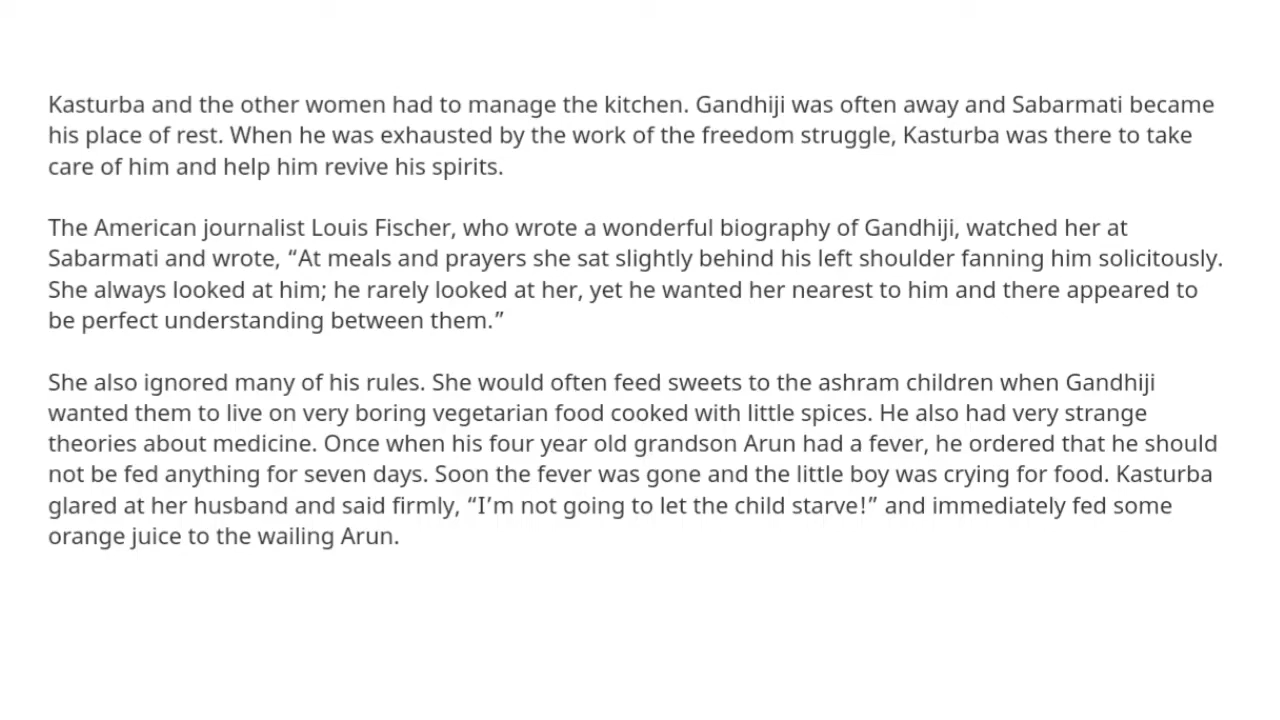 Kasturba and the other women had to manage the kitchen. Gandhiji was often away and Sabarmati became
his place of rest. When he was exhausted by the work of the freedom struggle, Kasturba was there to take
care of him and help him revive his spirits.
The American journalist Louis Fischer, who wrote a wonderful biography of Gandhiji, watched her at
Sabarmati and wrote, “At meals and prayers she sat slightly behind his left shoulder fanning him solicitously.
She always looked at him; he rarely looked at her, yet he wanted her nearest to him and there appeared to
be perfect understanding between them.”
She also ignored many of his rules. She would often feed sweets to the ashram children when Gandhiji
wanted them to live on very boring vegetarian food cooked with little spices. He also had very strange
theories about medicine. Once when his four year old grandson Arun had a fever, he ordered that he should
not be fed anything for seven days. Soon the fever was gone and the little boy was crying for food. Kasturba
glared at her husband and said firmly, “I’m not going to let the child starve!” and immediately fed some
orange juice to the wailing Arun.